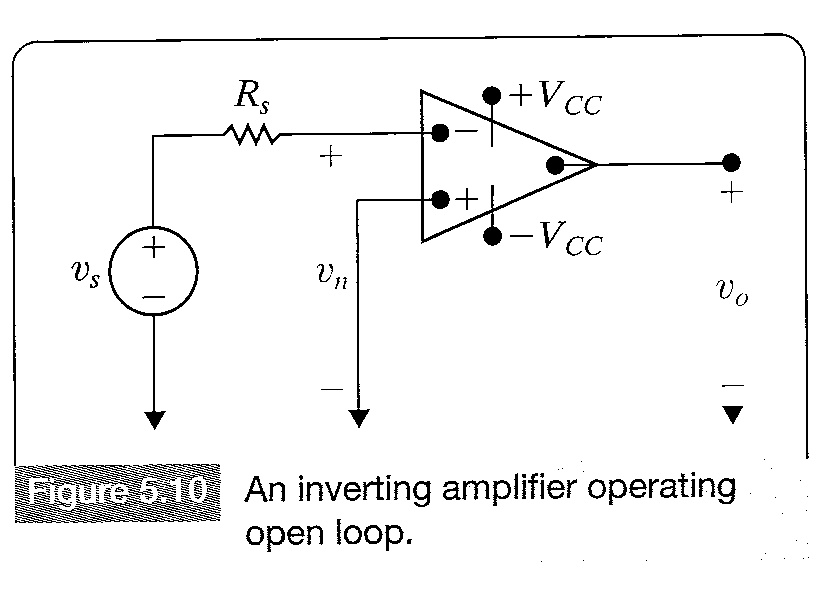 R_s
+V_CC
−
+
+
+
+
−V_CC
v_s
−
v_n
v_o
−
−
Figure 5.10 An inverting amplifier operating
open loop.